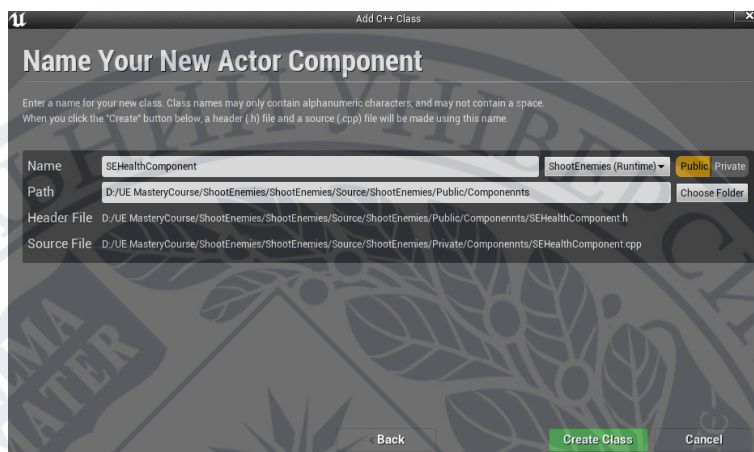 Add C++ Class
Name Your New Actor Component
Enter a name for your new class. Class names may only contain alphanumeric characters, and may not contain a space.
When you click the "Create" button below, a header (.h) file and a source (.cpp) file will be made using this name.
Name SEHealthComponent ShootEnemies (Runtime) Public Private
Path D:/UE MasteryCourse/ShootEnemies/ShootEnemies/Source/ShootEnemies/Public/Componennts Choose Folder
Header File D:/UE MasteryCourse/ShootEnemies/ShootEnemies/Source/ShootEnemies/Public/Componennts/SEHealthComponent.h
Source File D:/UE MasteryCourse/ShootEnemies/ShootEnemies/Source/ShootEnemies/Private/Componennts/SEHealthComponent.cpp
< Back Create Class Cancel
ALMA
MATER